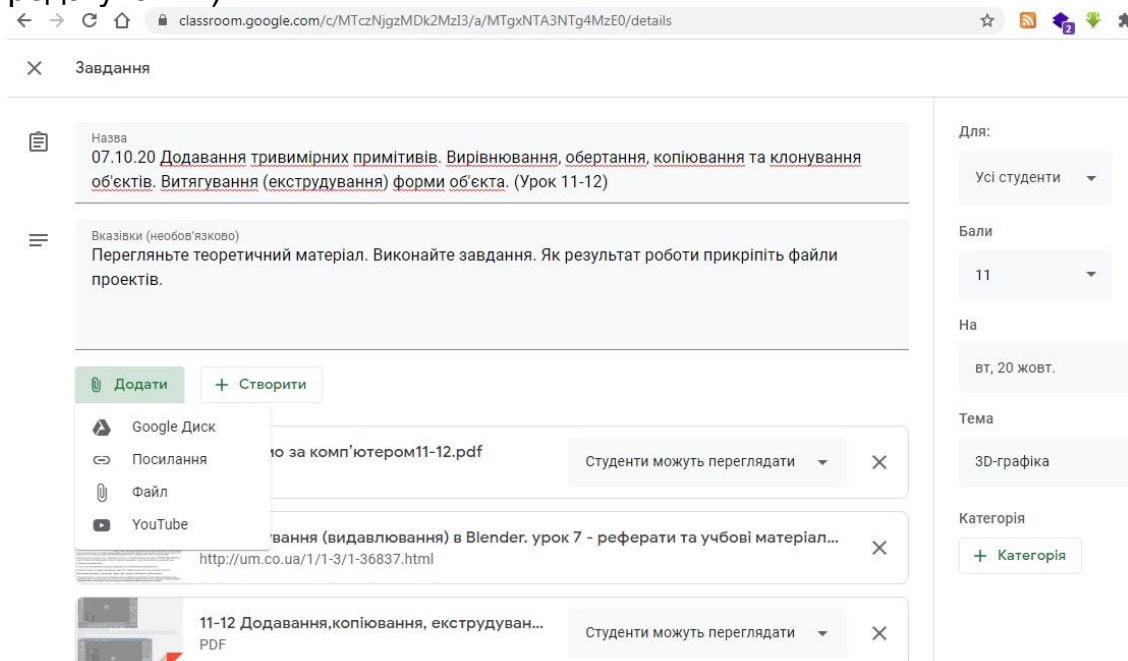 classroom.google.com/c/MTczNjgzMDk2MzI3/a/MTgxNTA3NTg4MzE0/details
2
Завдання
Назва
07.10.20 Додавання тривимірних примітивів. Вирівнювання, обертання, копіювання та клонування
об'єктів. Витягування (екструдування) форми об'єкта. (Урок 11-12)
Вказівки (необов'язково)
Перегляньте теоретичний матеріал. Виконайте завдання. Як результат роботи прикріпіть файли
проектів.
Додати
+ Створити
Google Диск
Посилання
Файл
YouTube
за комп'ютером11-12.pdf
Студенти можуть переглядати
(видавлювання) в Blender. урок 7 - реферати та учбові матеріал...
http://um.co.ua/1/1-3/1-36837.html
11-12 Додавання,копіювання, екструдуван...
PDF
Студенти можуть переглядати
Для:
Усі студенти
Бали
11
На
вт, 20 жовт.
Тема
3D-графіка
Категорія
+ Категорія